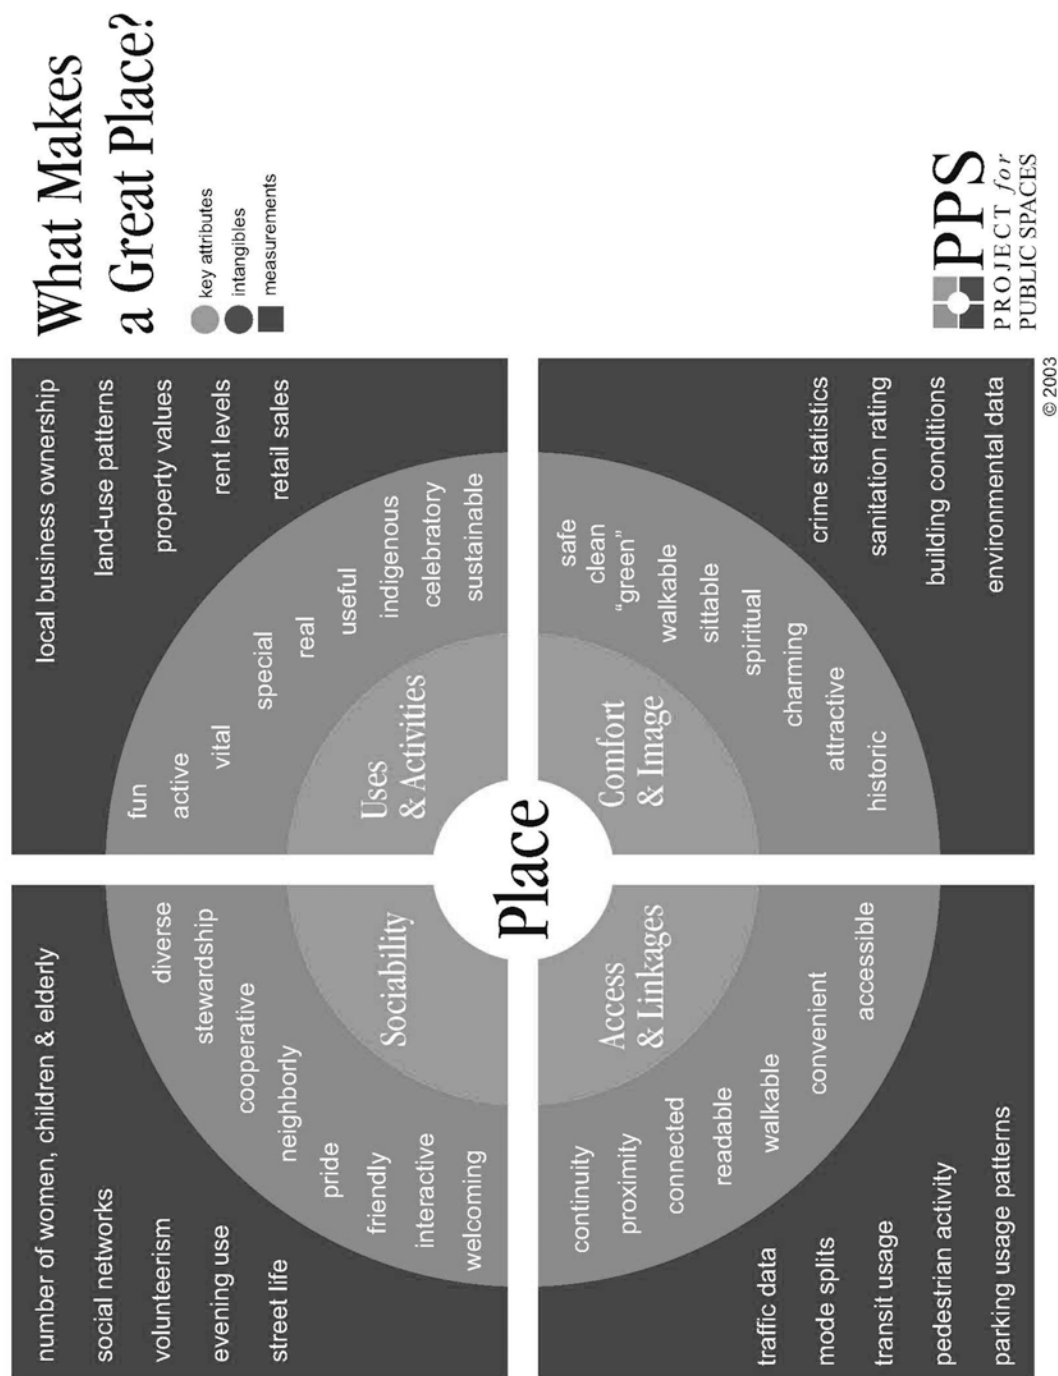 What Makes
a Great Place?
key attributes
intangibles
measurements
number of women, children & elderly
social networks
volunteerism
evening use
street life
diverse
stewardship
cooperative
neighborly
pride
friendly
interactive
welcoming
Sociability
local business ownership
land-use patterns
property values
rent levels
retail sales
fun
active
vital
special
real
useful
indigenous
celebratory
sustainable
Uses
& Activities
Place
Access
& Linkages
continuity
proximity
connected
readable
walkable
convenient
accessible
traffic data
mode splits
transit usage
pedestrian activity
parking usage patterns
Comfort
& Image
safe
clean
“green”
walkable
sittable
spiritual
charming
attractive
historic
crime statistics
sanitation rating
building conditions
environmental data
PPS
PROJECT for
PUBLIC SPACES
© 2003